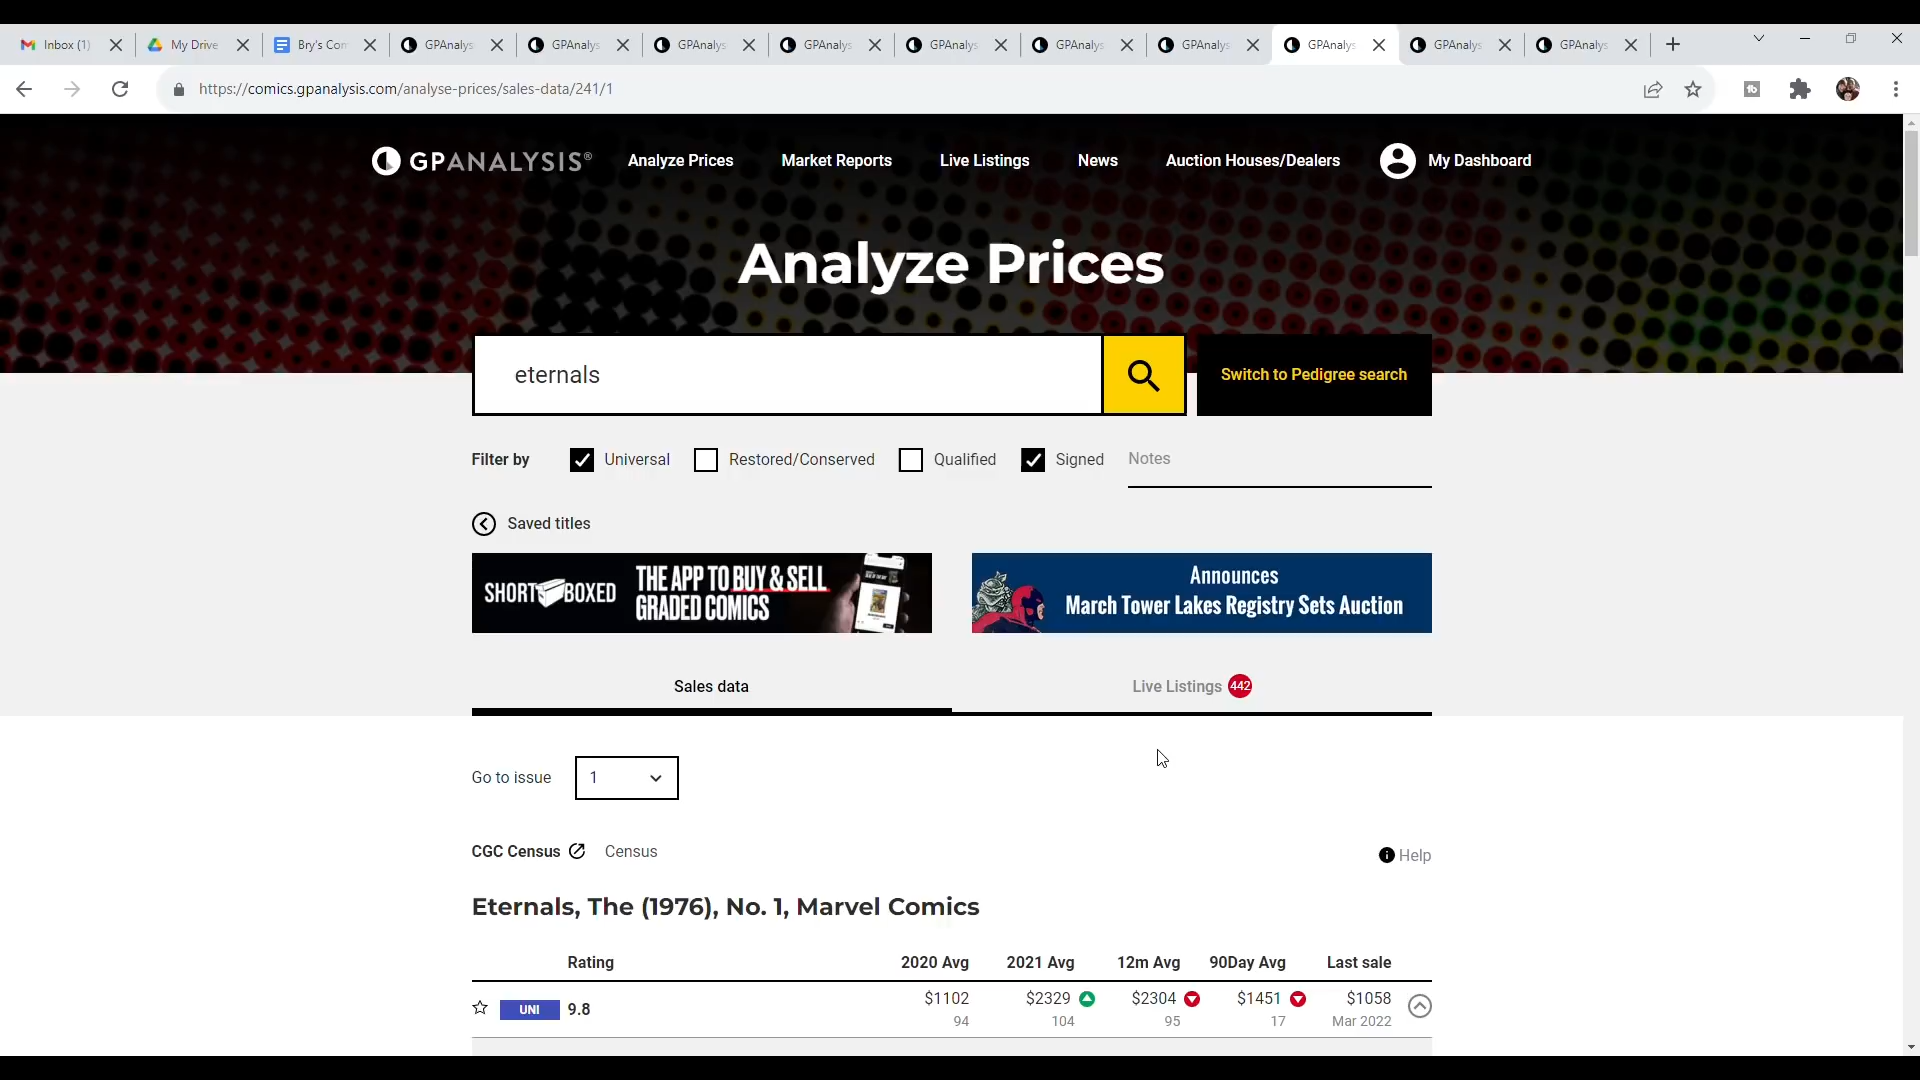 Inbox (1)
My Drive
Bry's Con
GPAnalys
GPAnalys
GPAnalys
GPAnalys
GPAnalys
GPAnalys
GPAnalys
GPAnalys
GPAnalys
GPAnalys
https://comics.gpanalysis.com/analyse-prices/sales-data/241/1
GPANALYSIS®
Analyze Prices
Market Reports
Live Listings
News
Auction Houses/Dealers
My Dashboard
Analyze Prices
eternals
Switch to Pedigree search
Filter by
Universal
Restored/Conserved
Qualified
Signed
Notes
Saved titles
SHORTBOXED
THE APP TO BUY & SELL
GRADED COMICS
Announces
March Tower Lakes Registry Sets Auction
Sales data
Live Listings 442
Go to issue 1
CGC Census Census
Help
Eternals, The (1976), No. 1, Marvel Comics
Rating 2020 Avg 2021 Avg 12m Avg 90Day Avg Last sale
UNI 9.8 $1102 $2329 $2304 $1451 $1058
94 104 95 17 Mar 2022